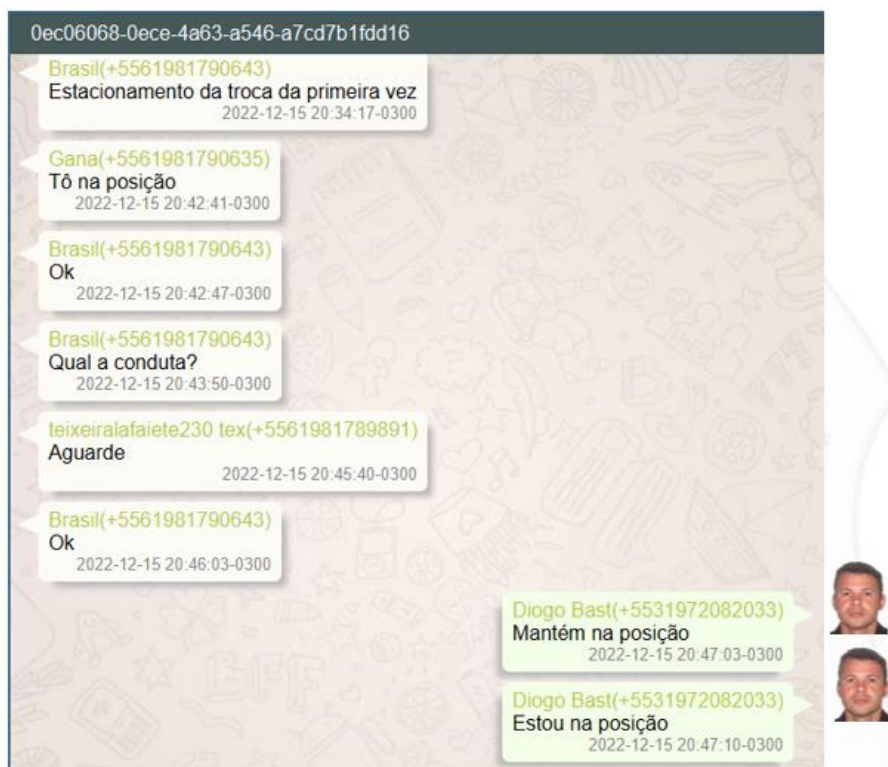 0ec06068-0ece-4a63-a546-a7cd7b1fdd16
Brasil(+5561981790643)
Estacionamento da troca da primeira vez
2022-12-15 20:34:17-0300
Gana(+5561981790635)
Tô na posição
2022-12-15 20:42:41-0300
Brasil(+5561981790643)
Ok
2022-12-15 20:42:47-0300
Brasil(+5561981790643)
Qual a conduta?
2022-12-15 20:43:50-0300
teixeiralafaiete230 tex(+5561981789891)
Aguarde
2022-12-15 20:45:40-0300
Brasil(+5561981790643)
Ok
2022-12-15 20:46:03-0300
Diogo Bast(+5531972082033)
Mantém na posição
2022-12-15 20:47:03-0300
Diogo Bast(+5531972082033)
Estou na posição
2022-12-15 20:47:10-0300